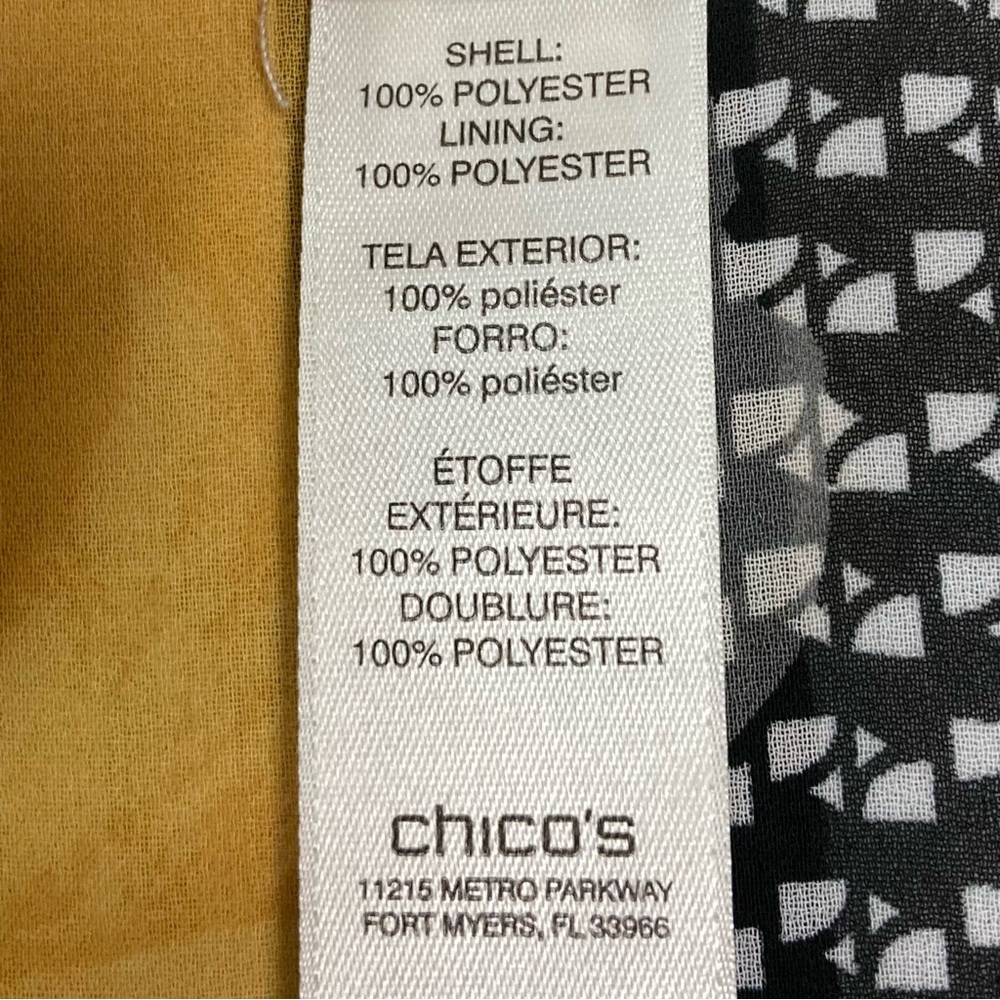 SHELL:
100% POLYESTER
LINING:
100% POLYESTER
TELA EXTERIOR:
100% poliéster
FORRO:
100% poliéster
ÉTOFFE
EXTÉRIEURE:
100% POLYESTER
DOUBLURE:
100% POLYESTER
chico's
11215 METRO PARKWAY
FORT MYERS, FL 33966